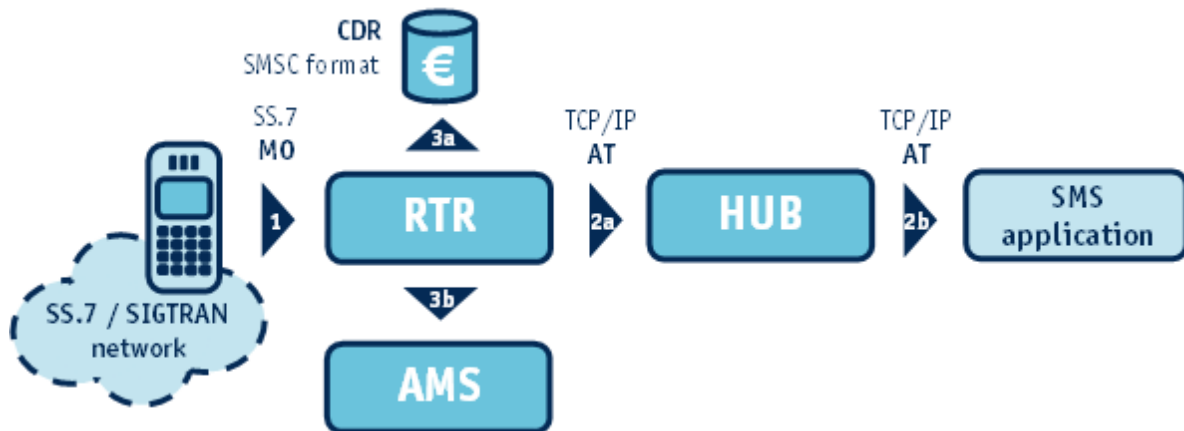 CDR
SMSC format
€
SS.7
MO
3a
TCP/IP
AT
TCP/IP
AT
1
RTR
2a
HUB
2b
SMS
application
3b
SS.7 / SIGTRAN
network
AMS